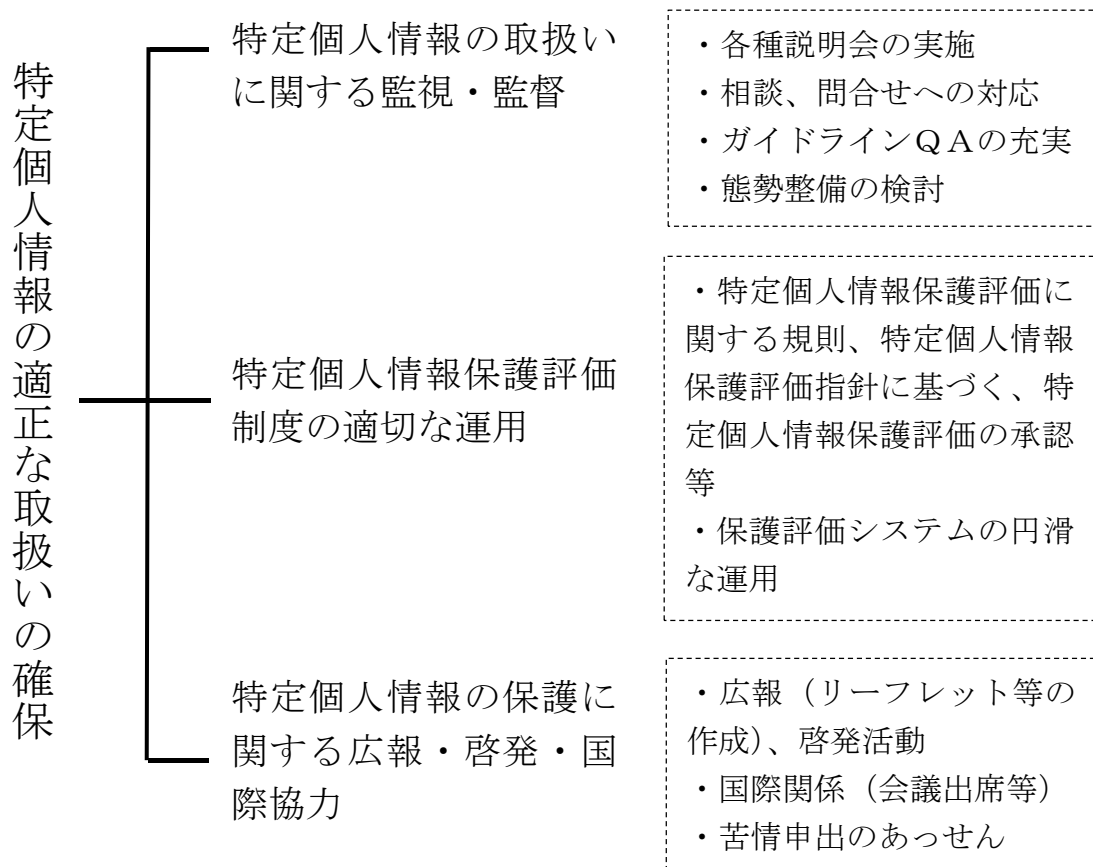 特定個人情報の適正な取扱いの確保
特定個人情報の取扱い
に関する監視・監督
・各種説明会の実施
・相談、問合せへの対応
・ガイドラインＱＡの充実
・態勢整備の検討
特定個人情報保護評価
制度の適切な運用
・特定個人情報保護評価に
関する規則、特定個人情報
保護評価指針に基づく、特
定個人情報保護評価の承認
等
・保護評価システムの円滑
な運用
特定個人情報の保護に
関する広報・啓発・国
際協力
・広報（リーフレット等の
作成）、啓発活動
・国際関係（会議出席等）
・苦情申出のあっせん